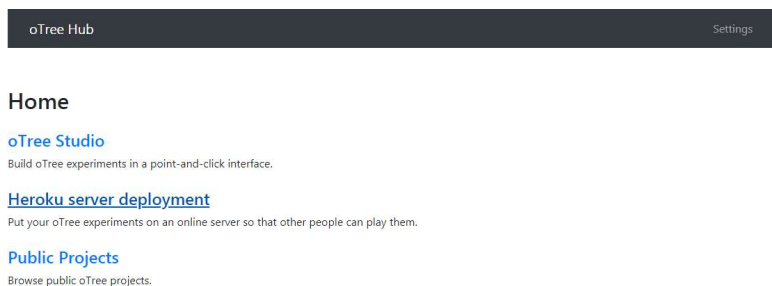 oTree Hub Settings
Home
oTree Studio
Build oTree experiments in a point-and-click interface.
Heroku server deployment
Put your oTree experiments on an online server so that other people can play them.
Public Projects
Browse public oTree projects.